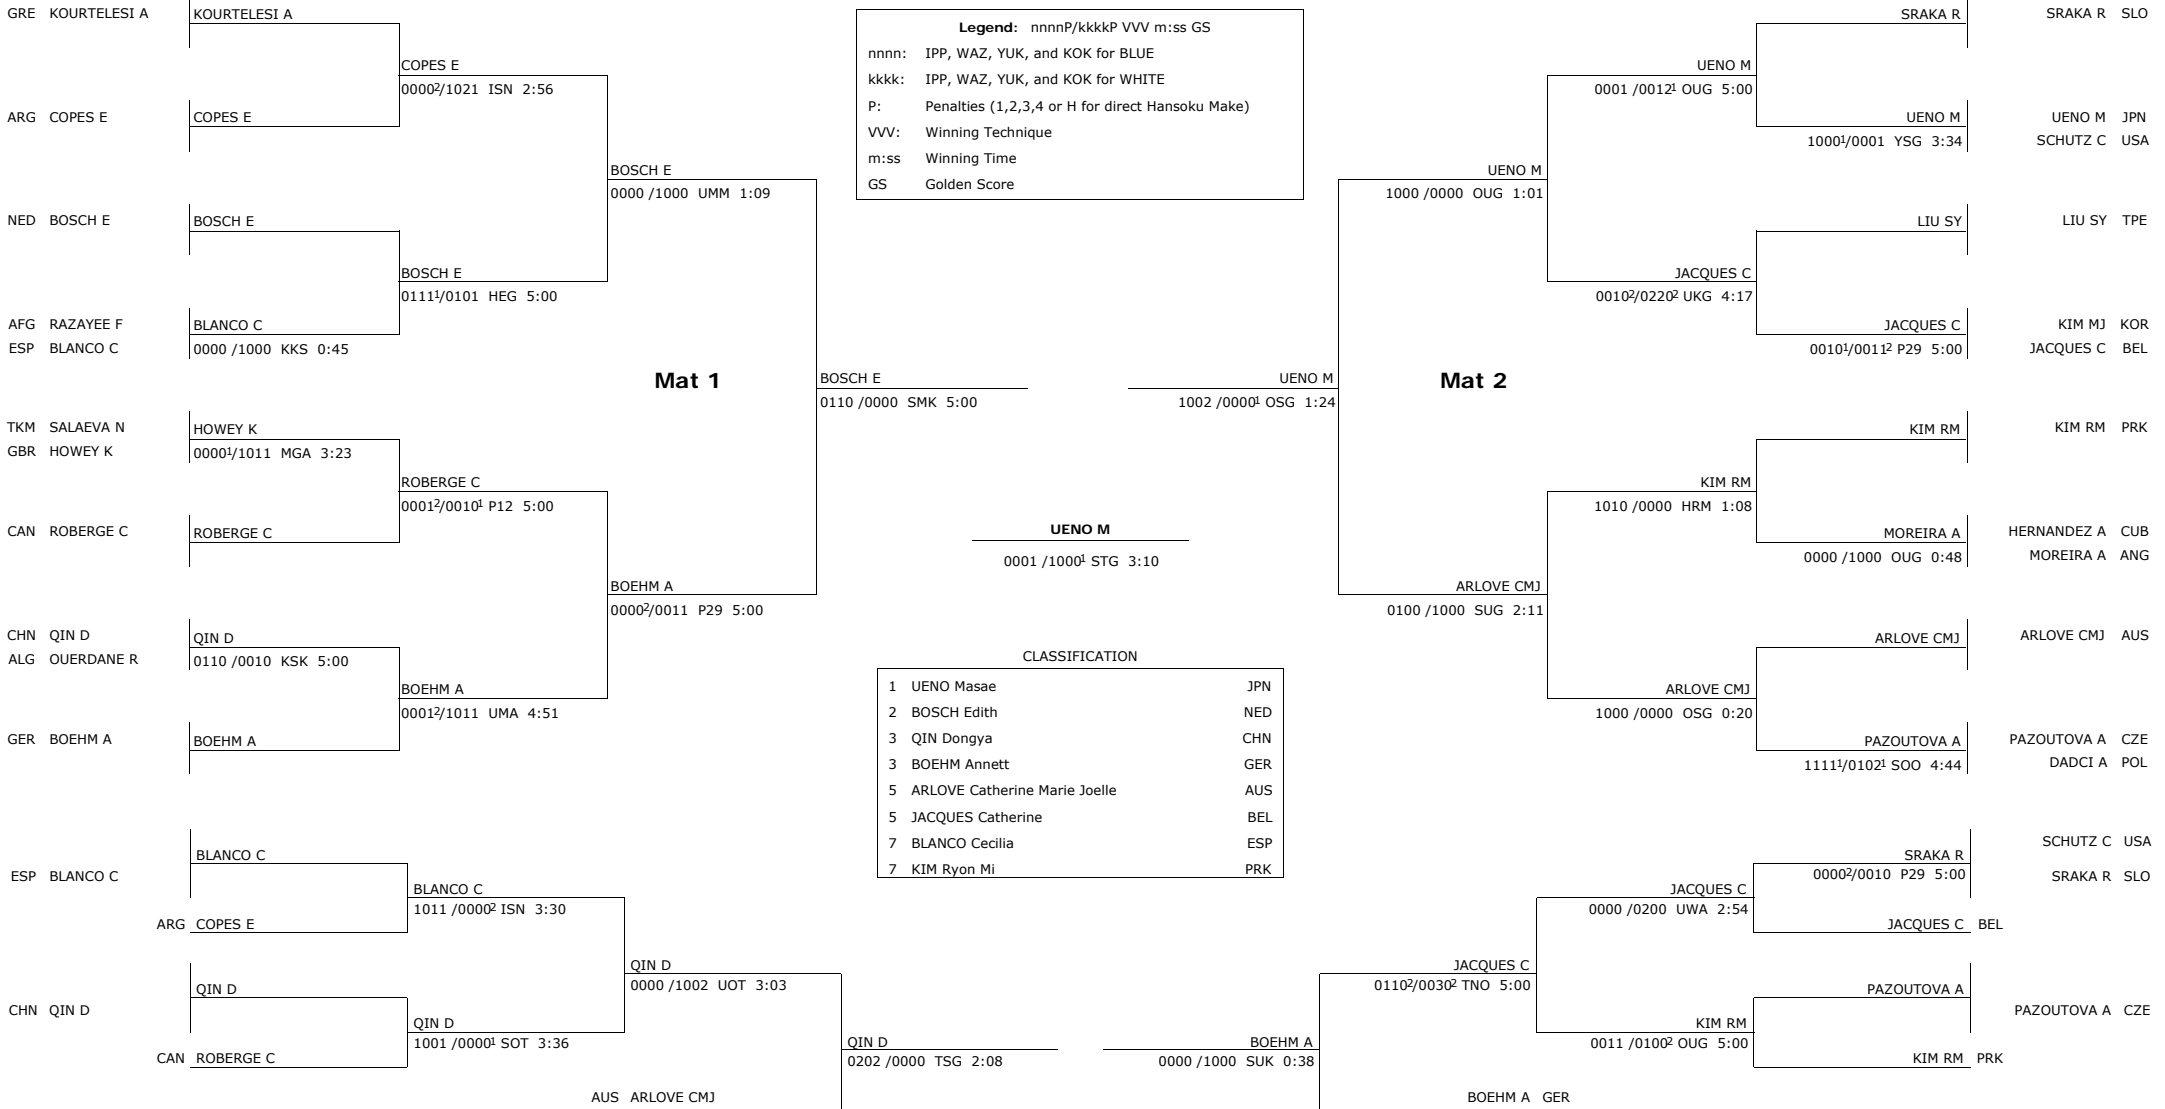 GRE KOURTELESI A
KOURTELESI A
COPES E
0000²/1021 ISN 2:56
ARG COPES E
COPES E
BOSCH E
0000 /1000 UMM 1:09
NED BOSCH E
BOSCH E
BOSCH E
0111¹/0101 HEG 5:00
AFG RAZAYEE F
ESP BLANCO C
BLANCO C
0000 /1000 KKS 0:45
Mat 1
BOSCH E
0110 /0000 SMK 5:00
TKM SALAEVA N
GBR HOWEY K
HOWEY K
0000¹/1011 MGA 3:23
ROBERGE C
0001²/0010¹ P12 5:00
CAN ROBERGE C
ROBERGE C
BOEHM A
0000²/0011 P29 5:00
CHN QIN D
ALG OUERDANE R
QIN D
0110 /0010 KSK 5:00
BOEHM A
0001²/1011 UMA 4:51
GER BOEHM A
BOEHM A
Legend: nnnnP/kkkkP VVV m:ss GS
nnnn: IPP, WAZ, YUK, and KOK for BLUE
kkkk: IPP, WAZ, YUK, and KOK for WHITE
P: Penalties (1,2,3,4 or H for direct Hansoku Make)
VVV: Winning Technique
m:ss Winning Time
GS Golden Score
UENO M
0001 /1000¹ STG 3:10
CLASSIFICATION
1 UENO Masae JPN
2 BOSCH Edith NED
3 QIN Dongya CHN
3 BOEHM Annett GER
5 ARLOVE Catherine Marie Joelle AUS
5 JACQUES Catherine BEL
7 BLANCO Cecilia ESP
7 KIM Ryon Mi PRK
SRAKA R
SRAKA R SLO
UENO M
0001 /0012¹ OUG 5:00
UENO M
1000¹/0001 YSG 3:34
UENO M JPN
SCHUTZ C USA
UENO M
1000 /0000 OUG 1:01
LIU SY
LIU SY TPE
JACQUES C
0010²/0220² UKG 4:17
JACQUES C
0010¹/0011² P29 5:00
KIM MJ KOR
JACQUES C BEL
UENO M
1002 /0000¹ OSG 1:24
Mat 2
KIM RM
KIM RM PRK
KIM RM
1010 /0000 HRM 1:08
MOREIRA A
0000 /1000 OUG 0:48
HERNANDEZ A CUB
MOREIRA A ANG
ARLOVE CMJ
0100 /1000 SUG 2:11
ARLOVE CMJ
ARLOVE CMJ AUS
ARLOVE CMJ
1000 /0000 OSG 0:20
PAZOUTOVA A
1111¹/0102¹ SOO 4:44
PAZOUTOVA A CZE
DADCI A POL
ESP BLANCO C
BLANCO C
BLANCO C
1011 /0000² ISN 3:30
ARG COPES E
QIN D
0000 /1002 UOT 3:03
CHN QIN D
QIN D
QIN D
1001 /0000¹ SOT 3:36
CAN ROBERGE C
QIN D
0202 /0000 TSG 2:08
AUS ARLOVE CMJ
SCHUTZ C USA
SRAKA R
0000²/0010 P29 5:00
SRAKA R SLO
JACQUES C
0000 /0200 UWA 2:54
JACQUES C BEL
JACQUES C
0110²/0030² TNO 5:00
PAZOUTOVA A
PAZOUTOVA A CZE
KIM RM
0011 /0100² OUG 5:00
KIM RM PRK
BOEHM A
0000 /1000 SUK 0:38
BOEHM A GER